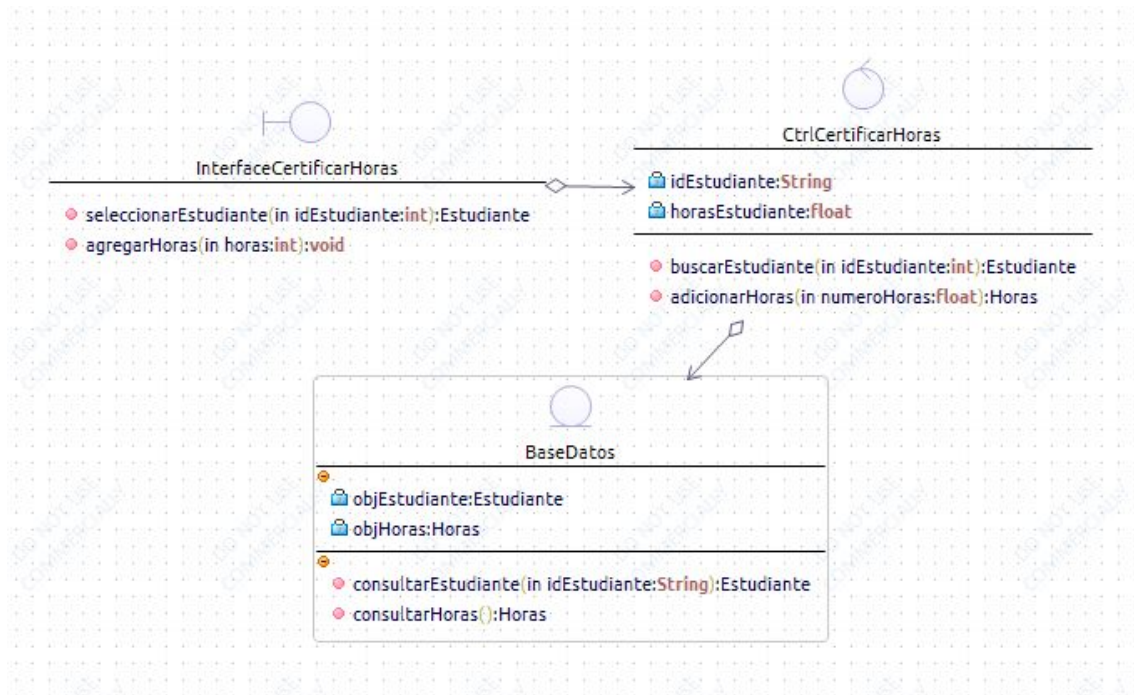 InterfaceCertificarHoras
seleccionarEstudiante(in idEstudiante:int):Estudiante
agregarHoras(in horas:int):void
CtrlCertificarHoras
idEstudiante:String
horasEstudiante:float
buscarEstudiante(in idEstudiante:int):Estudiante
adicionarHoras(in numeroHoras:float):Horas
BaseDatos
objEstudiante:Estudiante
objHoras:Horas
consultarEstudiante(in idEstudiante:String):Estudiante
consultarHoras():Horas